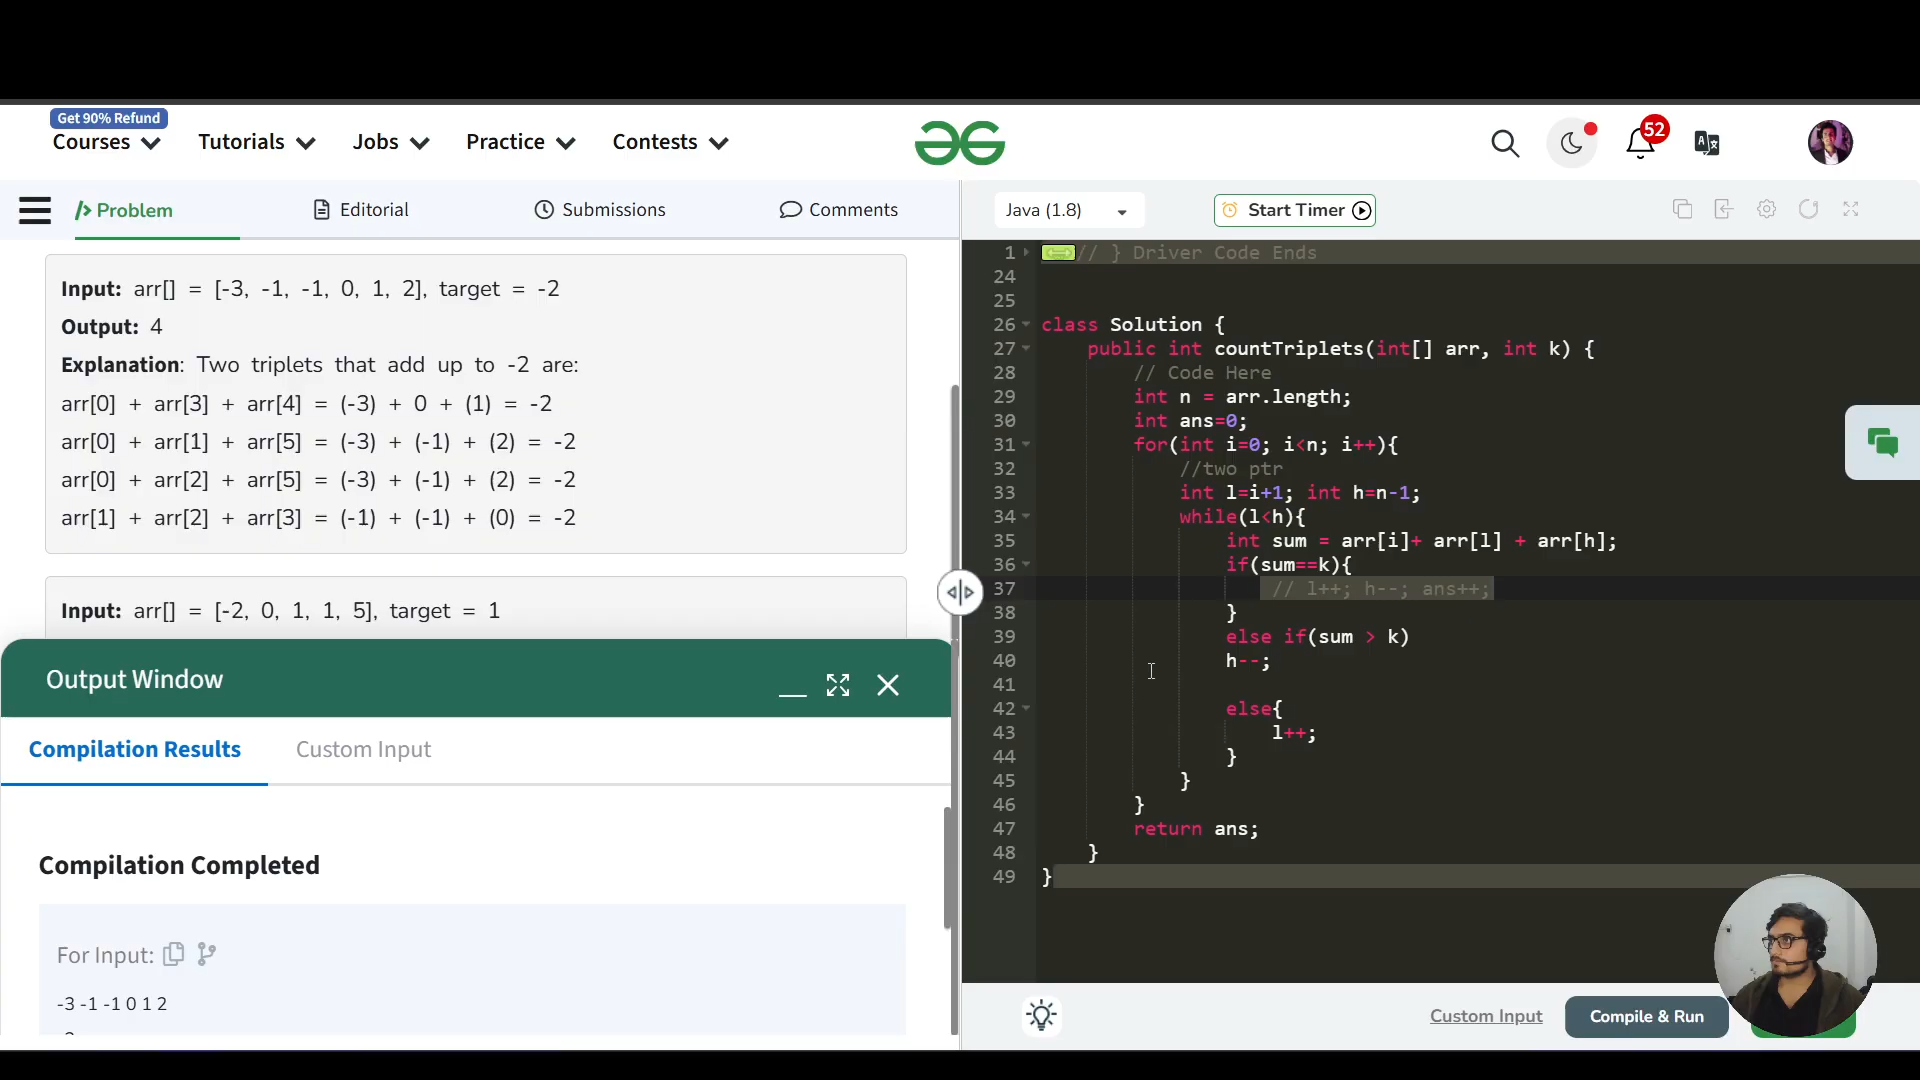 Get 90% Refund
Courses Tutorials Jobs Practice Contests
52
Problem Editorial Submissions Comments
Input: arr[] = [-3, -1, -1, 0, 1, 2], target = -2
Output: 4
Explanation: Two triplets that add up to -2 are:
arr[0] + arr[3] + arr[4] = (-3) + 0 + (1) = -2
arr[0] + arr[1] + arr[5] = (-3) + (-1) + (2) = -2
arr[0] + arr[2] + arr[5] = (-3) + (-1) + (2) = -2
arr[1] + arr[2] + arr[3] = (-1) + (-1) + (0) = -2
Input: arr[] = [-2, 0, 1, 1, 5], target = 1
Output Window
Compilation Results Custom Input
Compilation Completed
For Input:
-3 -1 -1 0 1 2
Java (1.8) Start Timer
1 // } Driver Code Ends
24
25
26 class Solution {
27 public int countTriplets(int[] arr, int k) {
28 // Code Here
29 int n = arr.length;
30 int ans=0;
31 for(int i=0; i<n; i++){
32 //two ptr
33 int l=i+1; int h=n-1;
34 while(l<h){
35 int sum = arr[i]+ arr[l] + arr[h];
36 if(sum==k){
37 // l++; h--; ans++;
38 }
39 else if(sum > k)
40 h--;
41
42 else{
43 l++;
44 }
45 }
46 }
47 return ans;
48 }
49 }
Custom Input Compile & Run